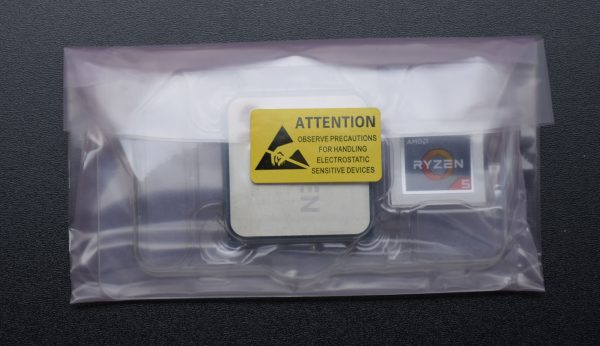 ATTENTION
OBSERVE PRECAUTIONS
FOR HANDLING
ELECTROSTATIC
SENSITIVE DEVICES
AMD
RYZEN
5